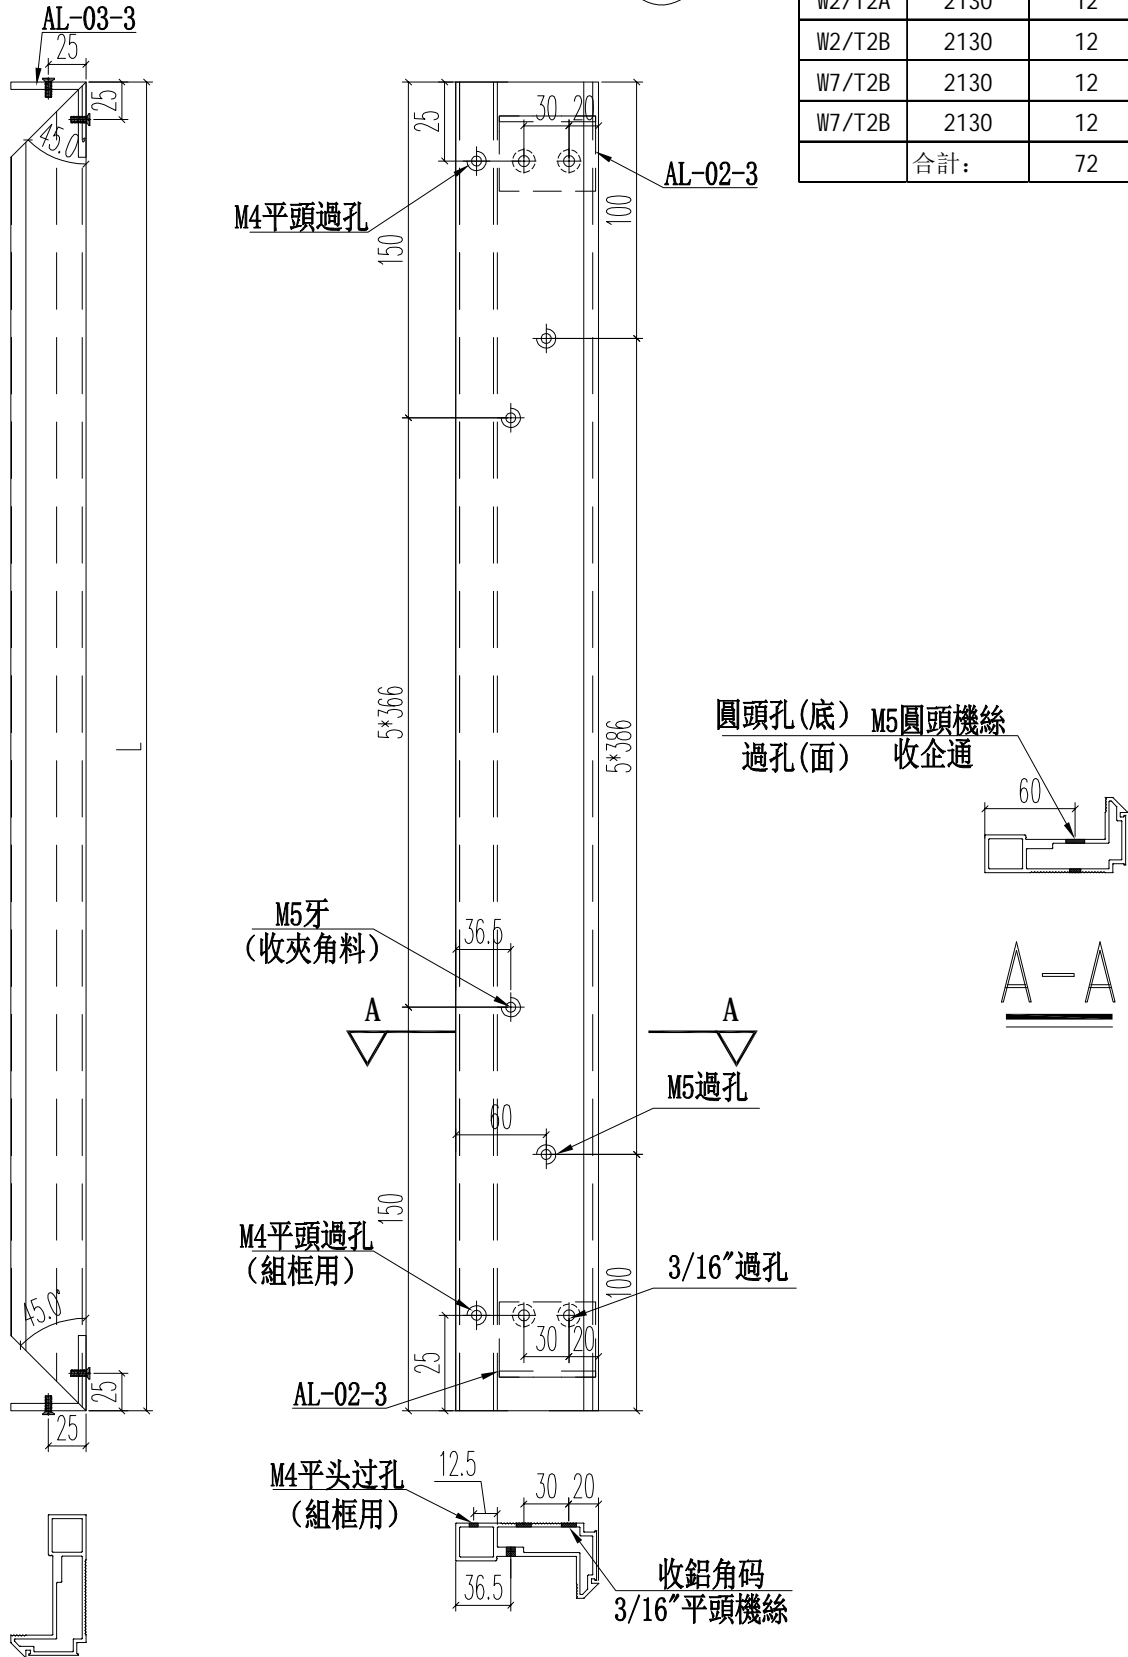 AL-03-3
W2/T2A 2130 12
W2/T2B 2130 12
W7/T2B 2130 12
W7/T2B 2130 12
合計: 72
25
25
45.0°
25
30 20
AL-02-3
M4平頭過孔
150
100
L
5*366
5*386
圓頭孔(底) M5圓頭機絲
過孔(面) 收企通
60
M5牙
(收夾角料)
36.5
A A
A-A
M5過孔
60
150
M4平頭過孔
(組框用)
3/16"過孔
100
45.0°
30 20
25
25
AL-02-3
25
M4平头过孔
(組框用)
12.5
30 20
36.5
收鋁角码
3/16"平頭機絲